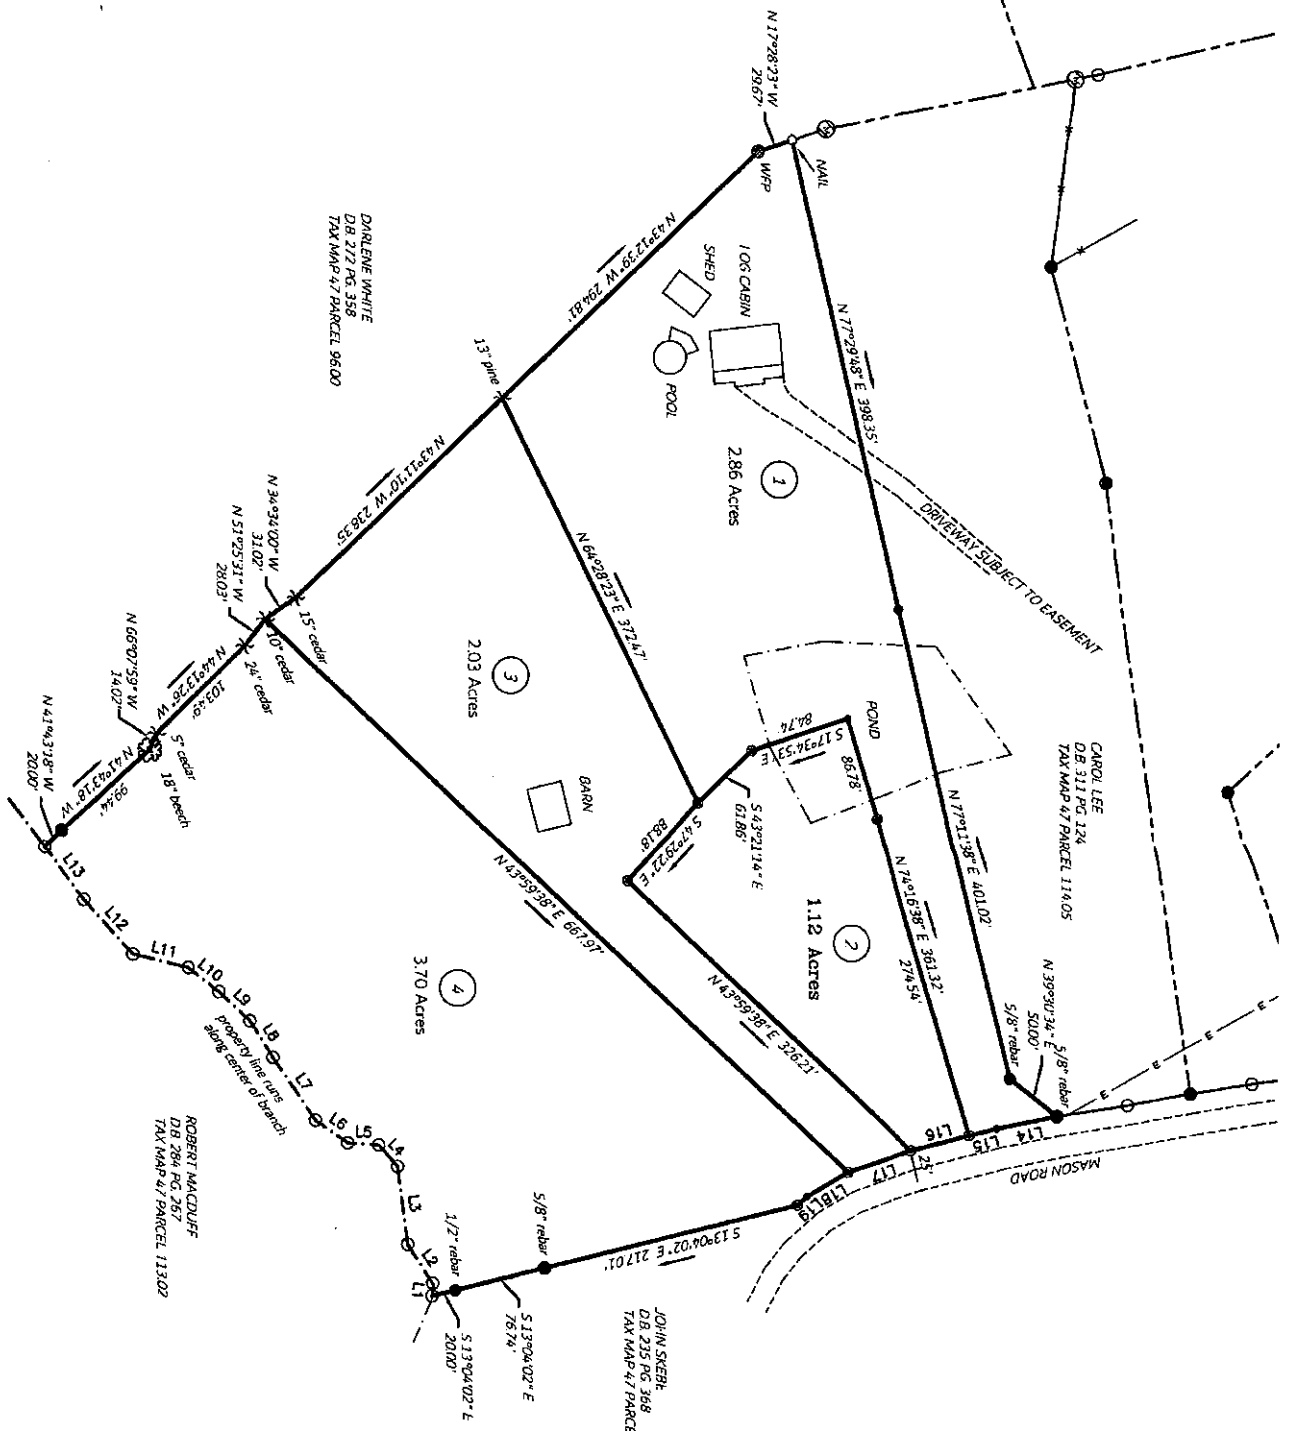 N 17°28'23" W
29.67'
NAIL
WFP
N 43°12'39" W 294.81'
SHED
LOG CABIN
POOL
N 77°29'48" E 398.35'
DARLENE WHITE
D.B. 272 PG. 358
TAX MAP 47 PARCEL 96.00
13" pine
1
2.86 Acres
DRIVEWAY SUBJECT TO EASEMENT
N 43°11'10" W 238.35'
N 64°28'23" E 372.47'
N 34°34'00" W
31.02'
N 51°25'31" W
28.03'
15" cedar
10" cedar
24" cedar
3
2.03 Acres
POND
84.74'
S 17°34'53" E
86.78'
N 66°07'59" W
14.02'
N 44°13'26" W
103.49'
5" cedar
18" beech
N 41°43'18" W
20.00'
N 41°43'18" W
99.44'
BARN
S 43°21'14" E
61.86'
S 47°29'22" E
88.18'
CAROL LEE
D.B. 311 PG. 124
TAX MAP 47 PARCEL 114.05
N 77°11'38" E 401.02'
N 74°16'38" E 361.32'
274.54'
2
1.12 Acres
N 43°59'38" E 667.97'
N 43°59'38" E 326.21'
4
3.70 Acres
N 39°30'34" E
50.00'
5/8" rebar
5/8" rebar
E
E
E
L13
L12
L11
L10
L9
L8
L7
L6
L5
L4
L3
L2
L1
property line runs
along center of branch
L14
L15
L16
L17
L18
L19
25'
MASON ROAD
ROBERT MACDUFF
D.B. 284 PG. 267
TAX MAP 47 PARCEL 113.02
1/2" rebar
5/8" rebar
S 13°04'02" E 217.01'
S 13°04'02" E
76.74'
S 13°04'02" E
20.00'
JOHN SKEBE
D.B. 235 PG. 368
TAX MAP 47 PARCE